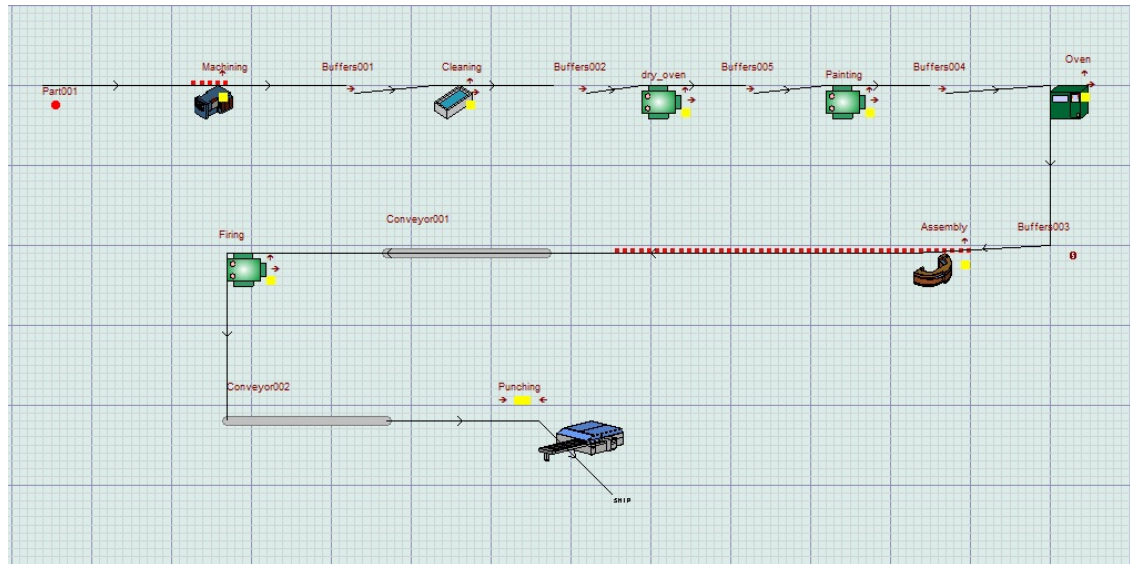 Part001
Machining
Buffers001
Cleaning
Buffers002
dry_oven
Buffers005
Painting
Buffers004
Oven
Firing
Conveyor001
Assembly
Buffers003
0
Conveyor002
Punching
SHIP